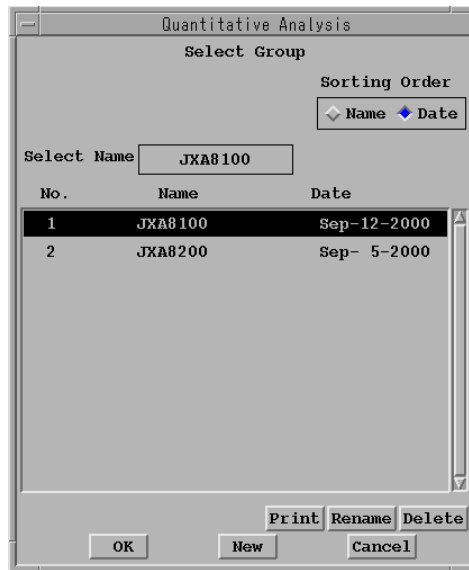 Quantitative Analysis
Select Group
Sorting Order
Name Date
Select Name JXA8100
No. Name Date
1 JXA8100 Sep-12-2000
2 JXA8200 Sep- 5-2000
Print Rename Delete
OK New Cancel